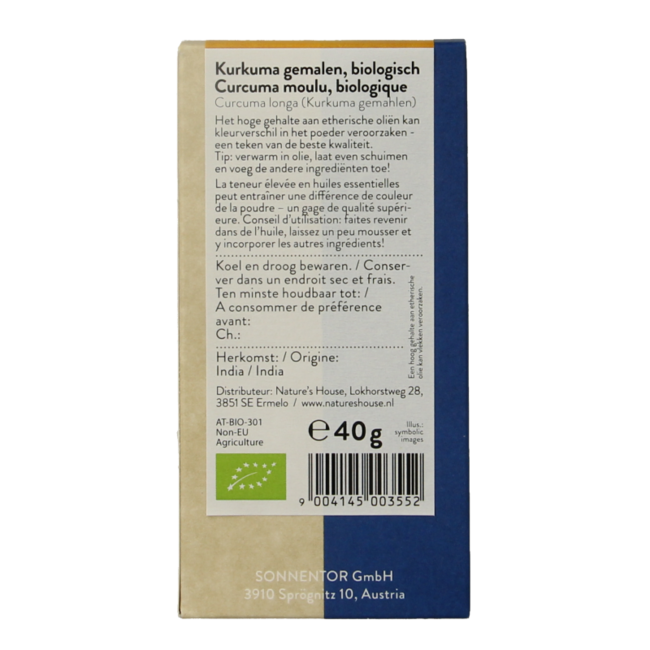 Kurkuma gemalen, biologisch
Curcuma moulu, biologique
Curcuma longa (Kurkuma gemahlen)
Het hoge gehalte aan etherische oliën kan
kleurverschil in het poeder veroorzaken -
een teken van de beste kwaliteit.
Tip: verwarm in olie, laat even schuimen
en voeg de andere ingrediënten toe!
La teneur élevée en huiles essentielles
peut entraîner une différence de couleur
de la poudre – un gage de qualité supéri-
eure. Conseil d'utilisation: faites revenir
dans de l'huile, laissez un peu mousser et
y incorporer les autres ingrédients!
Koel en droog bewaren. / Conser-
ver dans un endroit sec et frais.
Ten minste houdbaar tot: /
A consommer de préférence
avant:
Ch.:
Een hoog gehalte aan etherische
olie kan vlekken veroorzaken.
Herkomst: / Origine:
India / India
Distributeur: Nature's House, Lokhorstweg 28,
3851 SE Ermelo / www.natureshouse.nl
AT-BIO-301
Non-EU
Agriculture
℮40g
Illus.:
symbolic
images
9 004145 003552
SONNENTOR GmbH
3910 Sprögnitz 10, Austria